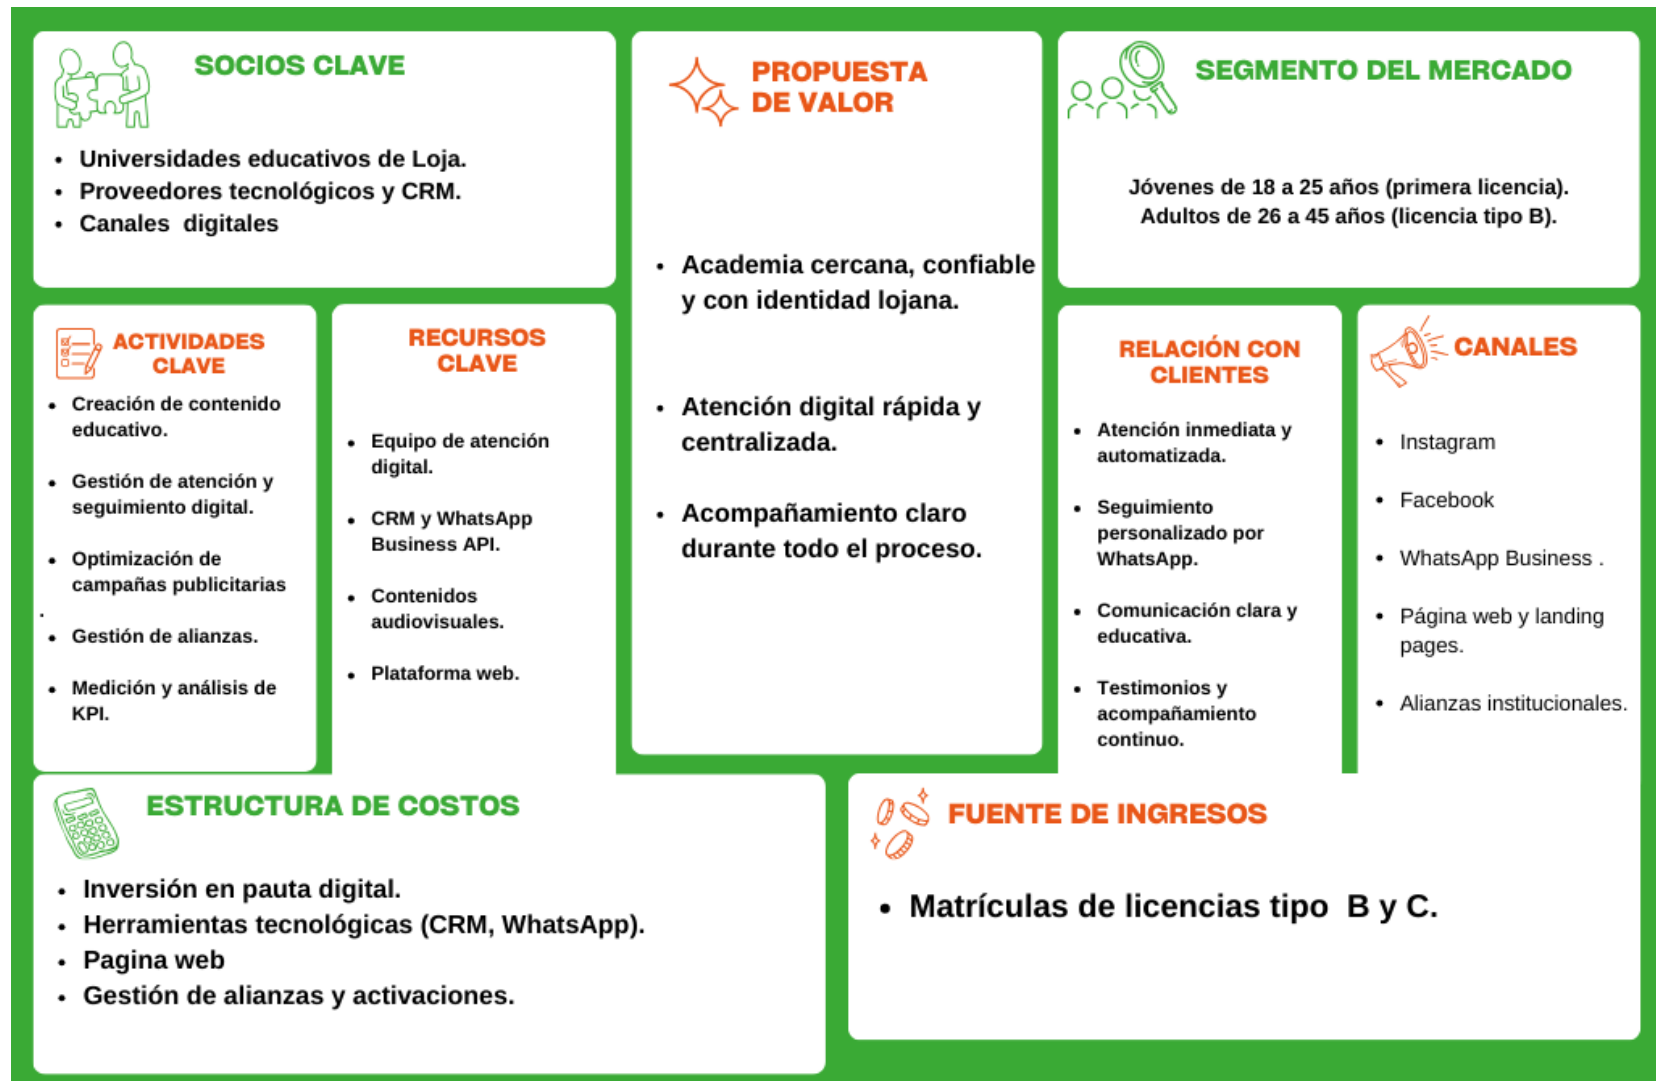 SOCIOS CLAVE
• Universidades educativos de Loja.
• Proveedores tecnológicos y CRM.
• Canales digitales
PROPUESTA
DE VALOR
• Academia cercana, confiable
y con identidad lojana.
• Atención digital rápida y
centralizada.
• Acompañamiento claro
durante todo el proceso.
SEGMENTO DEL MERCADO
Jóvenes de 18 a 25 años (primera licencia).
Adultos de 26 a 45 años (licencia tipo B).
ACTIVIDADES
CLAVE
• Creación de contenido
educativo.
• Gestión de atención y
seguimiento digital.
• Optimización de
campañas publicitarias
.
• Gestión de alianzas.
• Medición y análisis de
KPI.
RECURSOS
CLAVE
• Equipo de atención
digital.
• CRM y WhatsApp
Business API.
• Contenidos
audiovisuales.
• Plataforma web.
RELACIÓN CON
CLIENTES
• Atención inmediata y
automatizada.
• Seguimiento
personalizado por
WhatsApp.
• Comunicación clara y
educativa.
• Testimonios y
acompañamiento
continuo.
CANALES
• Instagram
• Facebook
• WhatsApp Business .
• Página web y landing
pages.
• Alianzas institucionales.
ESTRUCTURA DE COSTOS
• Inversión en pauta digital.
• Herramientas tecnológicas (CRM, WhatsApp).
• Pagina web
• Gestión de alianzas y activaciones.
FUENTE DE INGRESOS
• Matrículas de licencias tipo B y C.